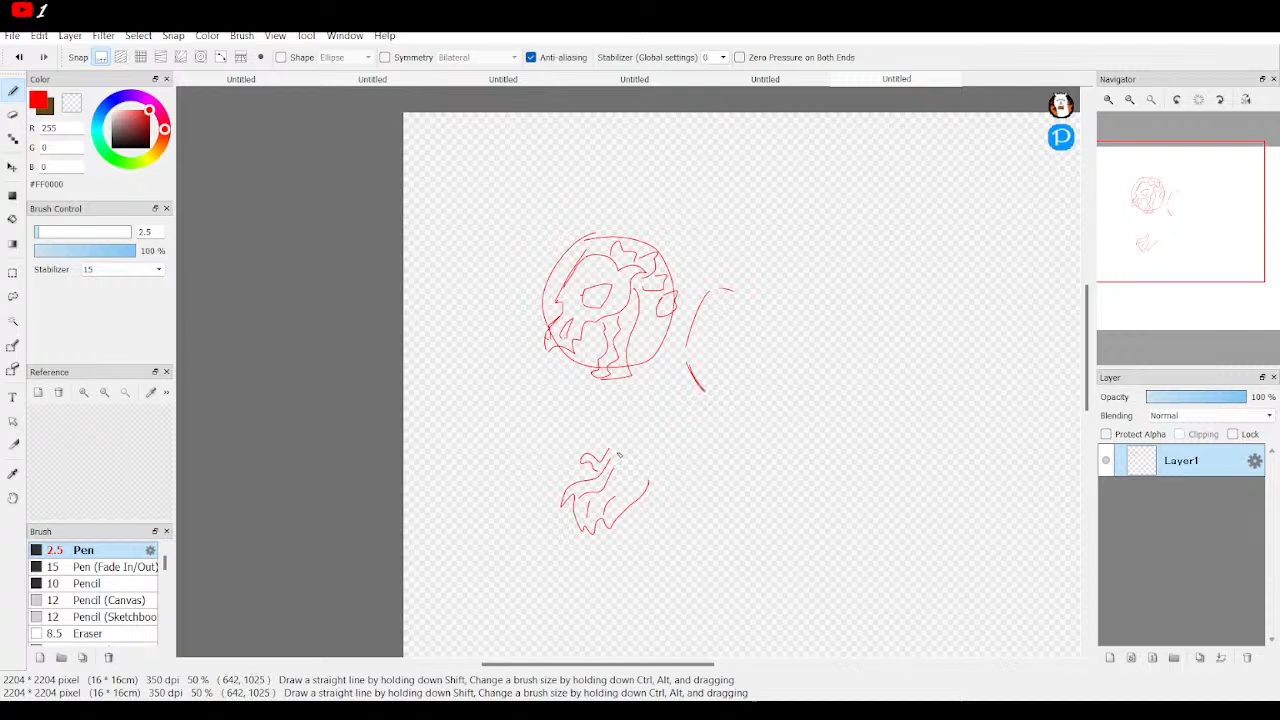 1
File Edit Layer Filter Select Snap Color Brush View Tool Window Help
Snap Shape Ellipse Symmetry Bilateral Anti-aliasing Stabilizer (Global settings) 0 Zero Pressure on Both Ends
Color Untitled Untitled Untitled Untitled Untitled Untitled Navigator
R 255
G 0
B 0
#FF0000
Brush Control
2.5
100 %
Stabilizer 15
Reference
Layer
Opacity 100 %
Blending Normal
Protect Alpha Clipping Lock
Layer1
Brush
2.5 Pen
15 Pen (Fade In/Out)
10 Pencil
12 Pencil (Canvas)
12 Pencil (Sketchboo
8.5 Eraser
2204 * 2204 pixel (16 * 16cm) 350 dpi 50 % ( 642, 1025 ) Draw a straight line by holding down Shift, Change a brush size by holding down Ctrl, Alt, and dragging
2204 * 2204 pixel (16 * 16cm) 350 dpi 50 % ( 642, 1025 ) Draw a straight line by holding down Shift, Change a brush size by holding down Ctrl, Alt, and dragging